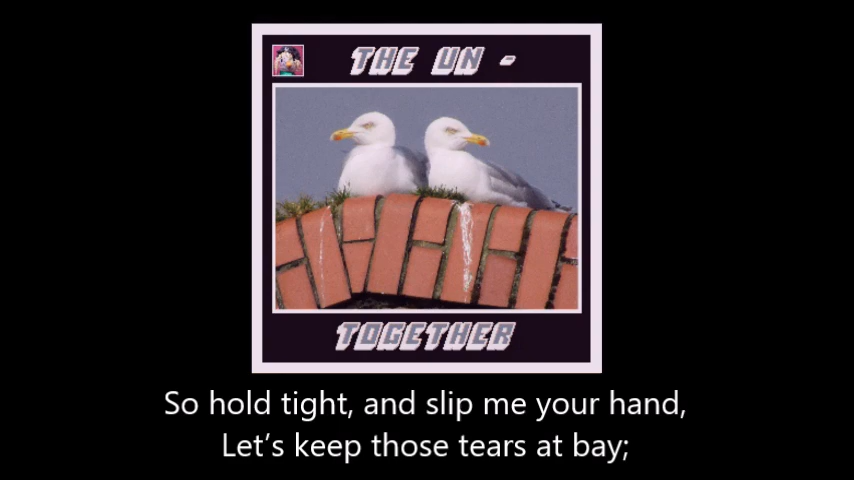 THE UN -
TOGETHER
So hold tight, and slip me your hand,
Let’s keep those tears at bay;